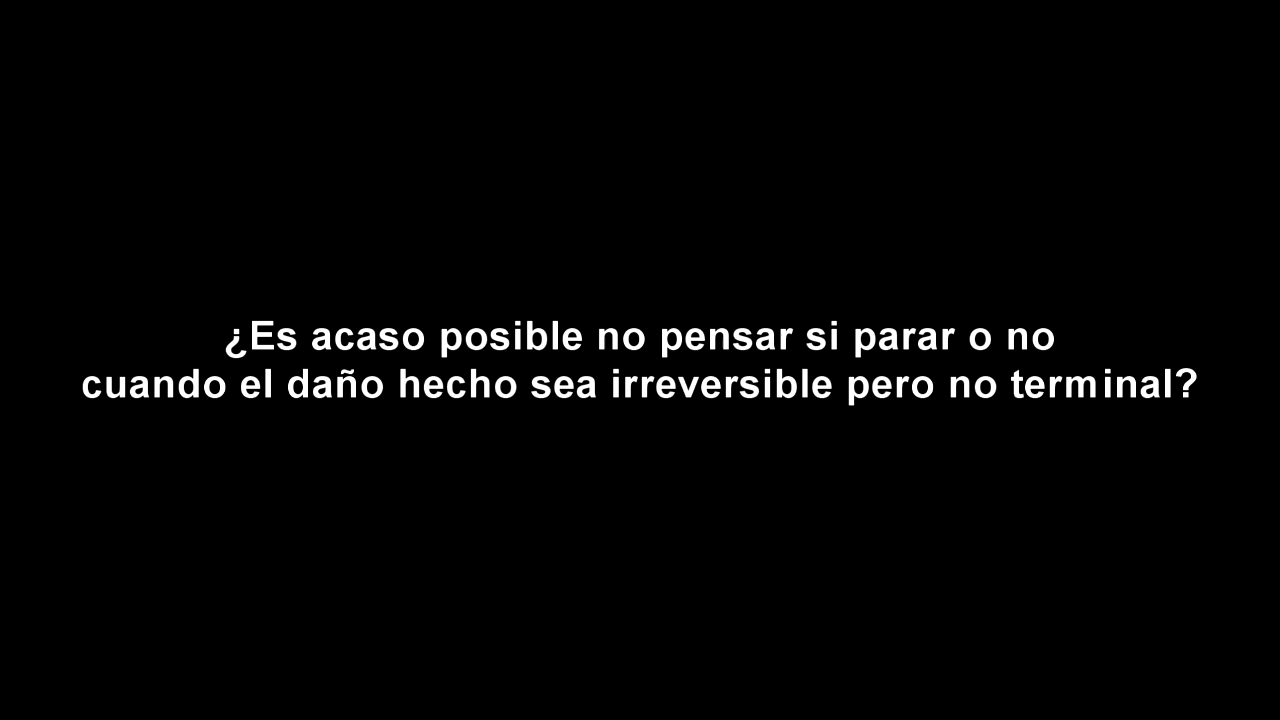 ¿Es acaso posible no pensar si parar o no
cuando el daño hecho sea irreversible pero no terminal?